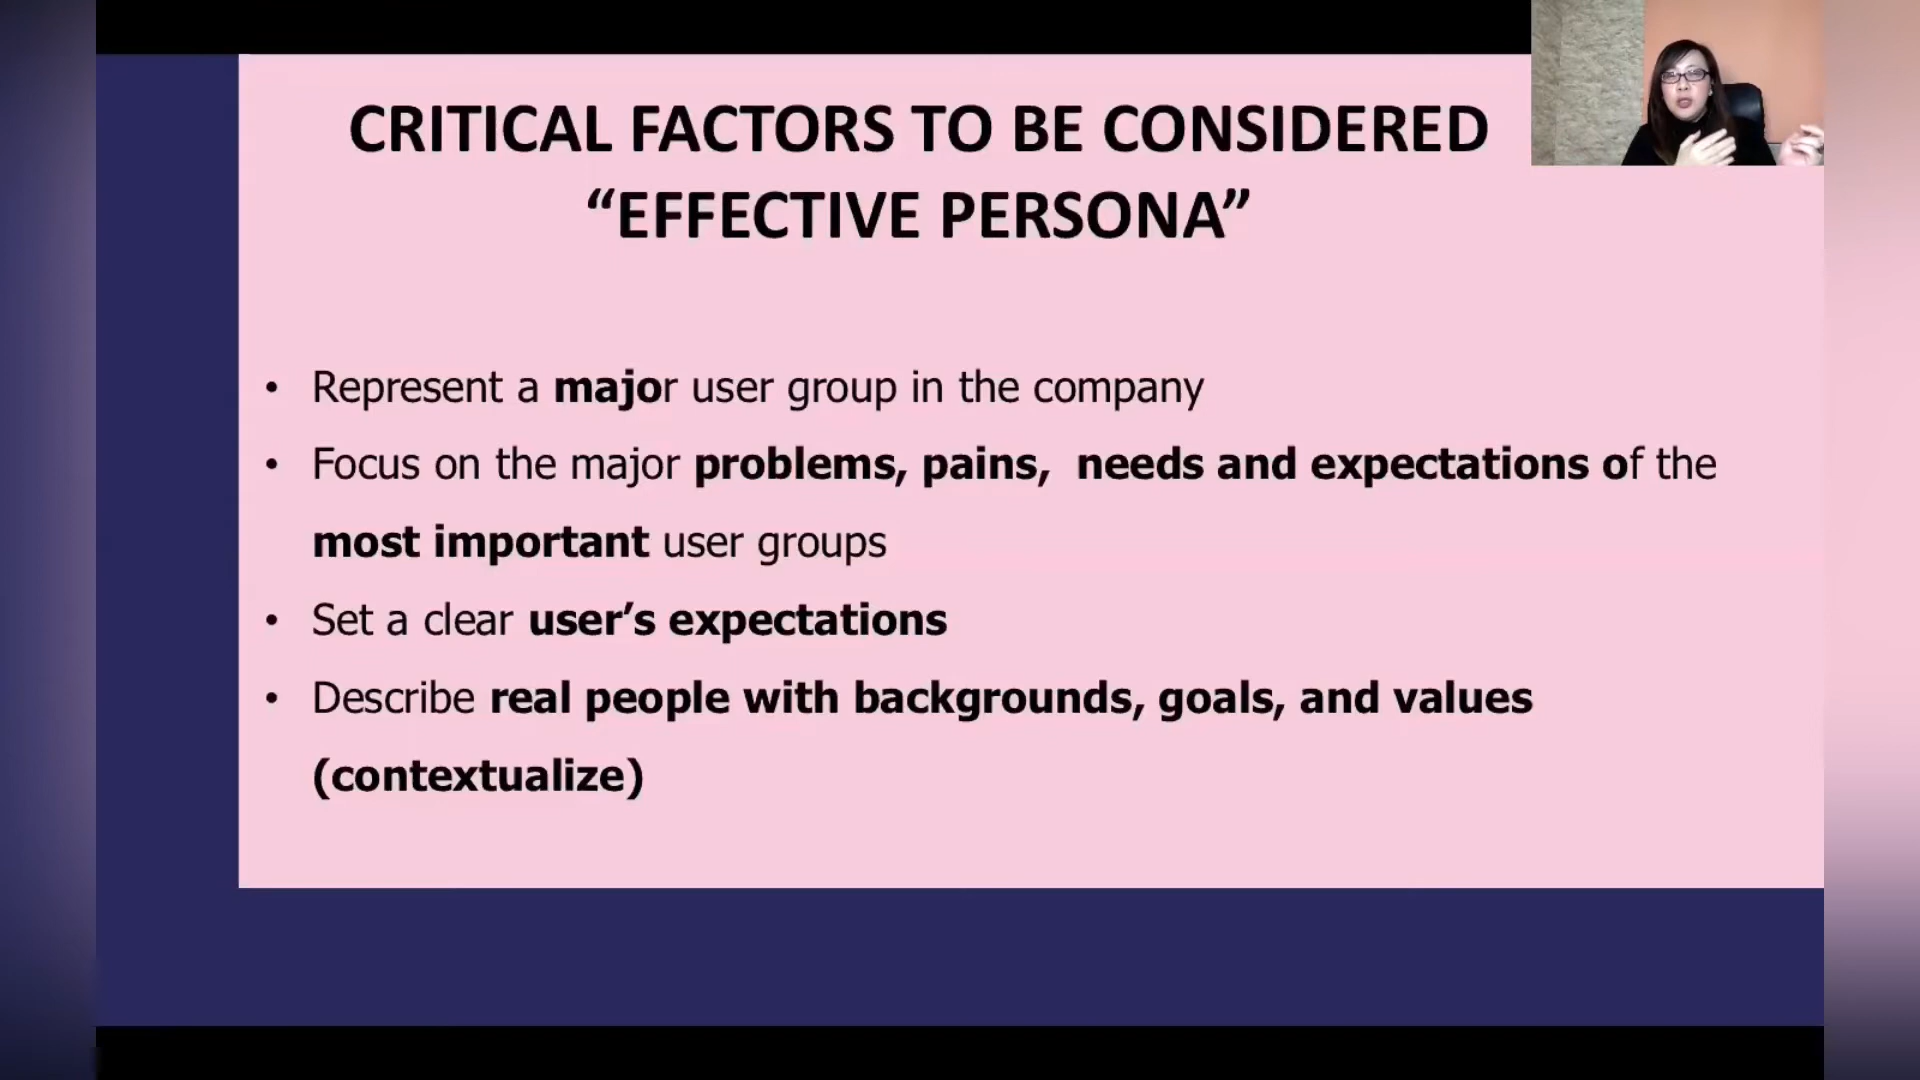 CRITICAL FACTORS TO BE CONSIDERED
“EFFECTIVE PERSONA”
• Represent a major user group in the company
• Focus on the major problems, pains,  needs and expectations of the
most important user groups
• Set a clear user’s expectations
• Describe real people with backgrounds, goals, and values
(contextualize)